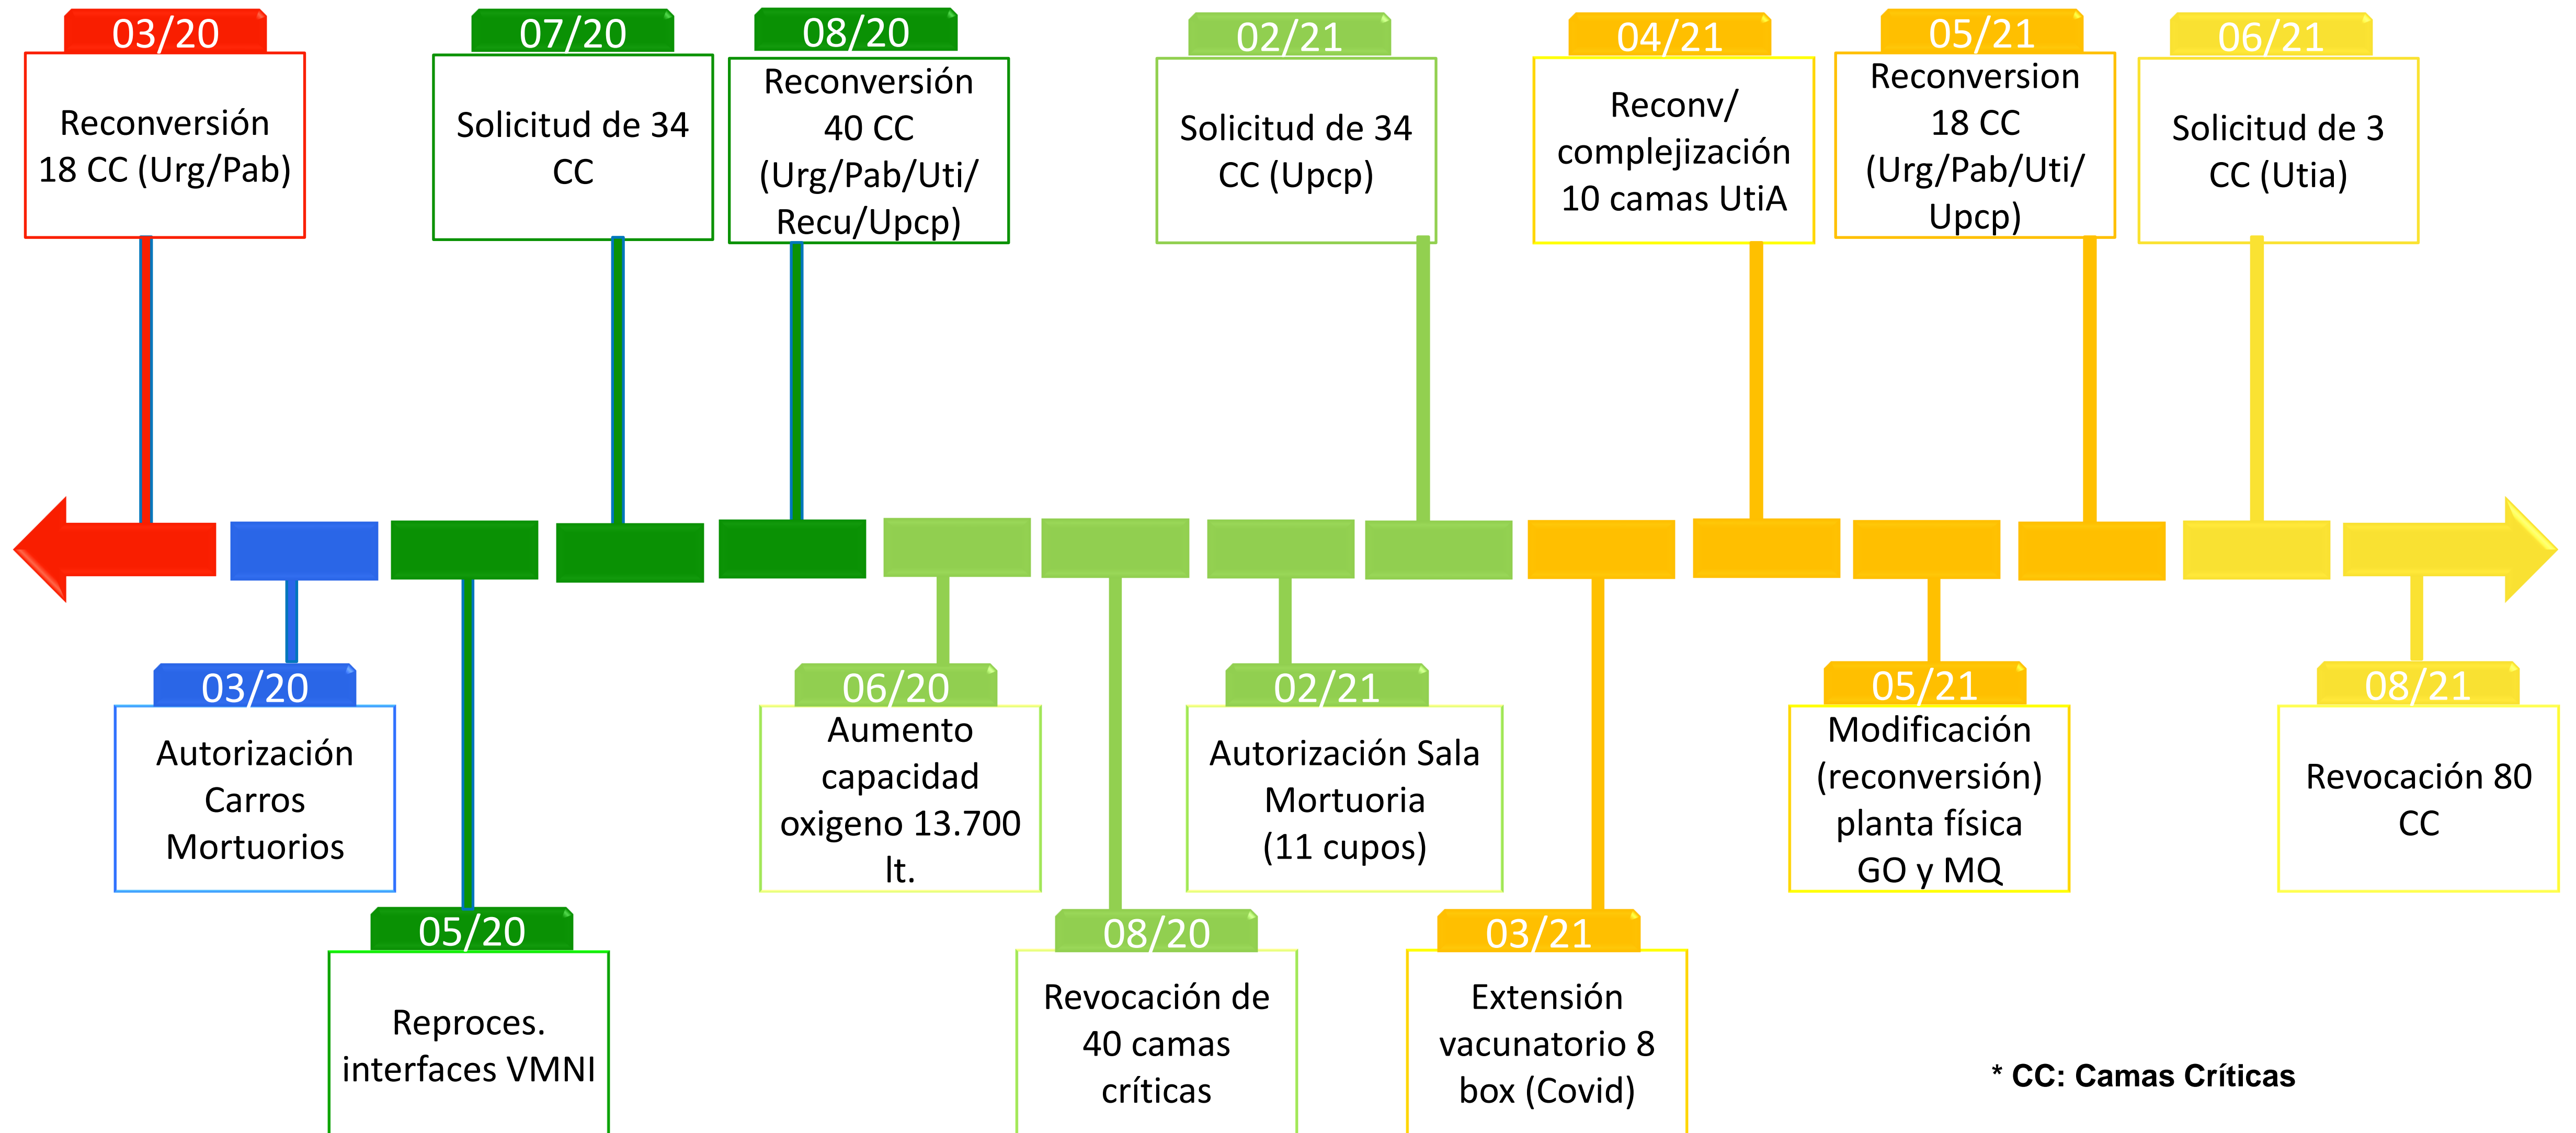 03/20
Reconversión
18 CC (Urg/Pab)
07/20
Solicitud de 34
CC
08/20
Reconversión
40 CC
(Urg/Pab/Uti/
Recu/Upcp)
02/21
Solicitud de 34
CC (Upcp)
04/21
Reconv/
complejización
10 camas UtiA
05/21
Reconversion
18 CC
(Urg/Pab/Uti/
Upcp)
06/21
Solicitud de 3
CC (Utia)
03/20
Autorización
Carros
Mortuorios
05/20
Reproces.
interfaces VMNI
06/20
Aumento
capacidad
oxigeno 13.700
lt.
08/20
Revocación de
40 camas
críticas
02/21
Autorización Sala
Mortuoria
(11 cupos)
03/21
Extensión
vacunatorio 8
box (Covid)
05/21
Modificación
(reconversión)
planta física
GO y MQ
08/21
Revocación 80
CC
* CC: Camas Críticas